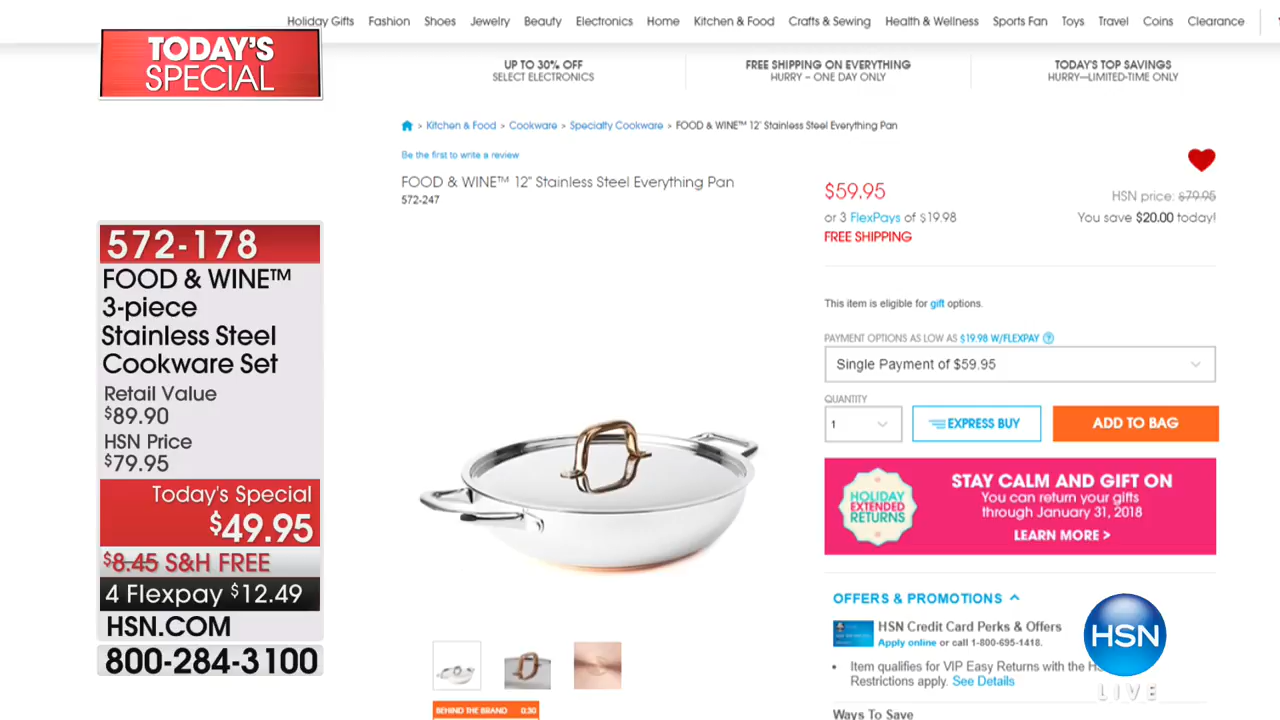 Holiday Gifts Fashion Shoes Jewelry Beauty Electronics Home Kitchen & Food Crafts & Sewing Health & Wellness Sports Fan Toys Travel Coins Clearance
TODAY'S
SPECIAL
UP TO 30% OFF
SELECT ELECTRONICS
FREE SHIPPING ON EVERYTHING
HURRY – ONE DAY ONLY
TODAY'S TOP SAVINGS
HURRY—LIMITED-TIME ONLY
> Kitchen & Food > Cookware > Specialty Cookware > FOOD & WINE™ 12" Stainless Steel Everything Pan
Be the first to write a review
FOOD & WINE™ 12" Stainless Steel Everything Pan
572-247
$59.95
HSN price: $79.95
or 3 FlexPays of $19.98
You save $20.00 today!
FREE SHIPPING
This item is eligible for gift options.
PAYMENT OPTIONS AS LOW AS $19.98 W/FLEXPAY ?
Single Payment of $59.95
QUANTITY
1
EXPRESS BUY
ADD TO BAG
HOLIDAY
EXTENDED
RETURNS
STAY CALM AND GIFT ON
You can return your gifts
through January 31, 2018
LEARN MORE >
OFFERS & PROMOTIONS
HSN Credit Card Perks & Offers
Apply online or call 1-800-695-1418.
• Item qualifies for VIP Easy Returns with the
Restrictions apply. See Details
Ways To Save
BEHIND THE BRAND 0:30
572-178
FOOD & WINE™
3-piece
Stainless Steel
Cookware Set
Retail Value
$89.90
HSN Price
$79.95
Today's Special
$49.95
$8.45 S&H FREE
4 Flexpay $12.49
HSN.COM
800-284-3100
HSN
LIVE